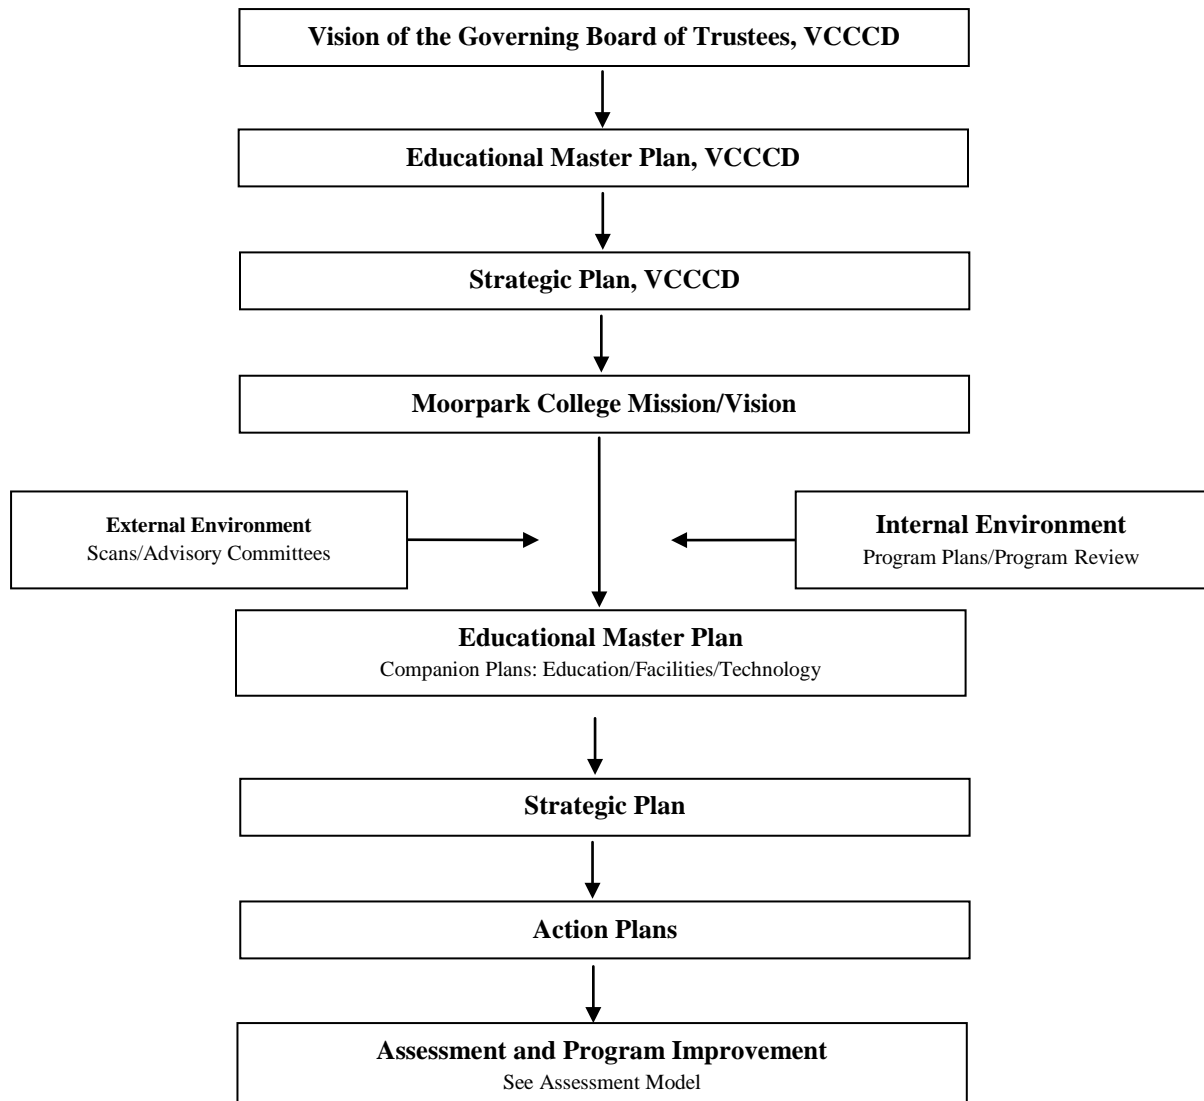 Vision of the Governing Board of Trustees, VCCCD
Educational Master Plan, VCCCD
Strategic Plan, VCCCD
Moorpark College Mission/Vision
External Environment
Scans/Advisory Committees
Internal Environment
Program Plans/Program Review
Educational Master Plan
Companion Plans: Education/Facilities/Technology
Strategic Plan
Action Plans
Assessment and Program Improvement
See Assessment Model